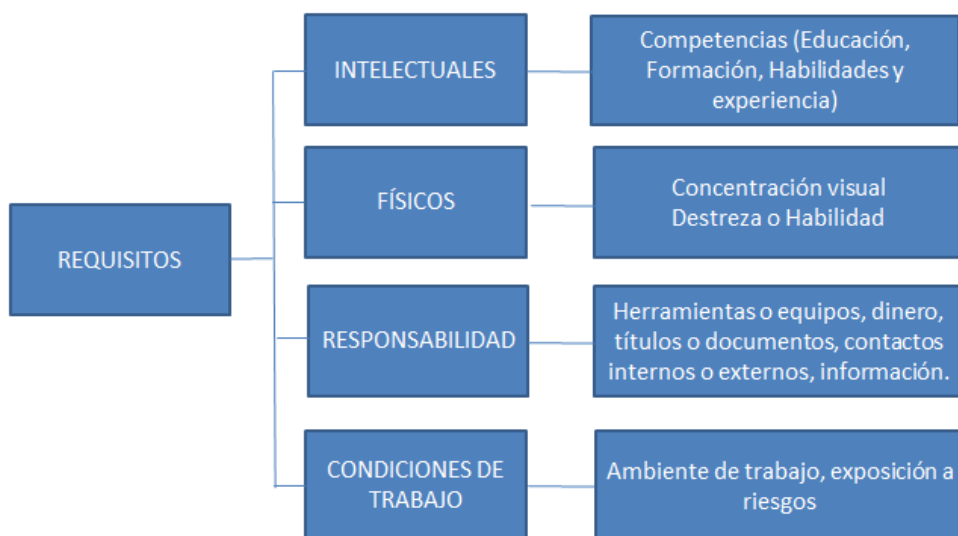 REQUISITOS
INTELECTUALES
Competencias (Educación,
Formación, Habilidades y
experiencia)
FÍSICOS
Concentración visual
Destreza o Habilidad
RESPONSABILIDAD
Herramientas o equipos, dinero,
títulos o documentos, contactos
internos o externos, información.
CONDICIONES DE
TRABAJO
Ambiente de trabajo, exposición a
riesgos